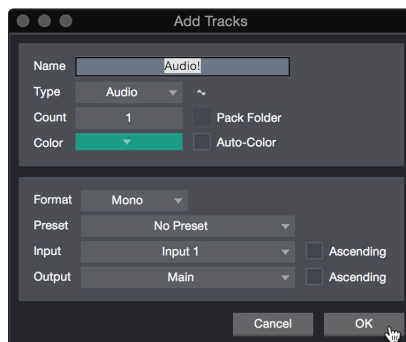 Add Tracks
Name Audio!
Type Audio
Count 1 Pack Folder
Color Auto-Color
Format Mono
Preset No Preset
Input Input 1 Ascending
Output Main Ascending
Cancel OK